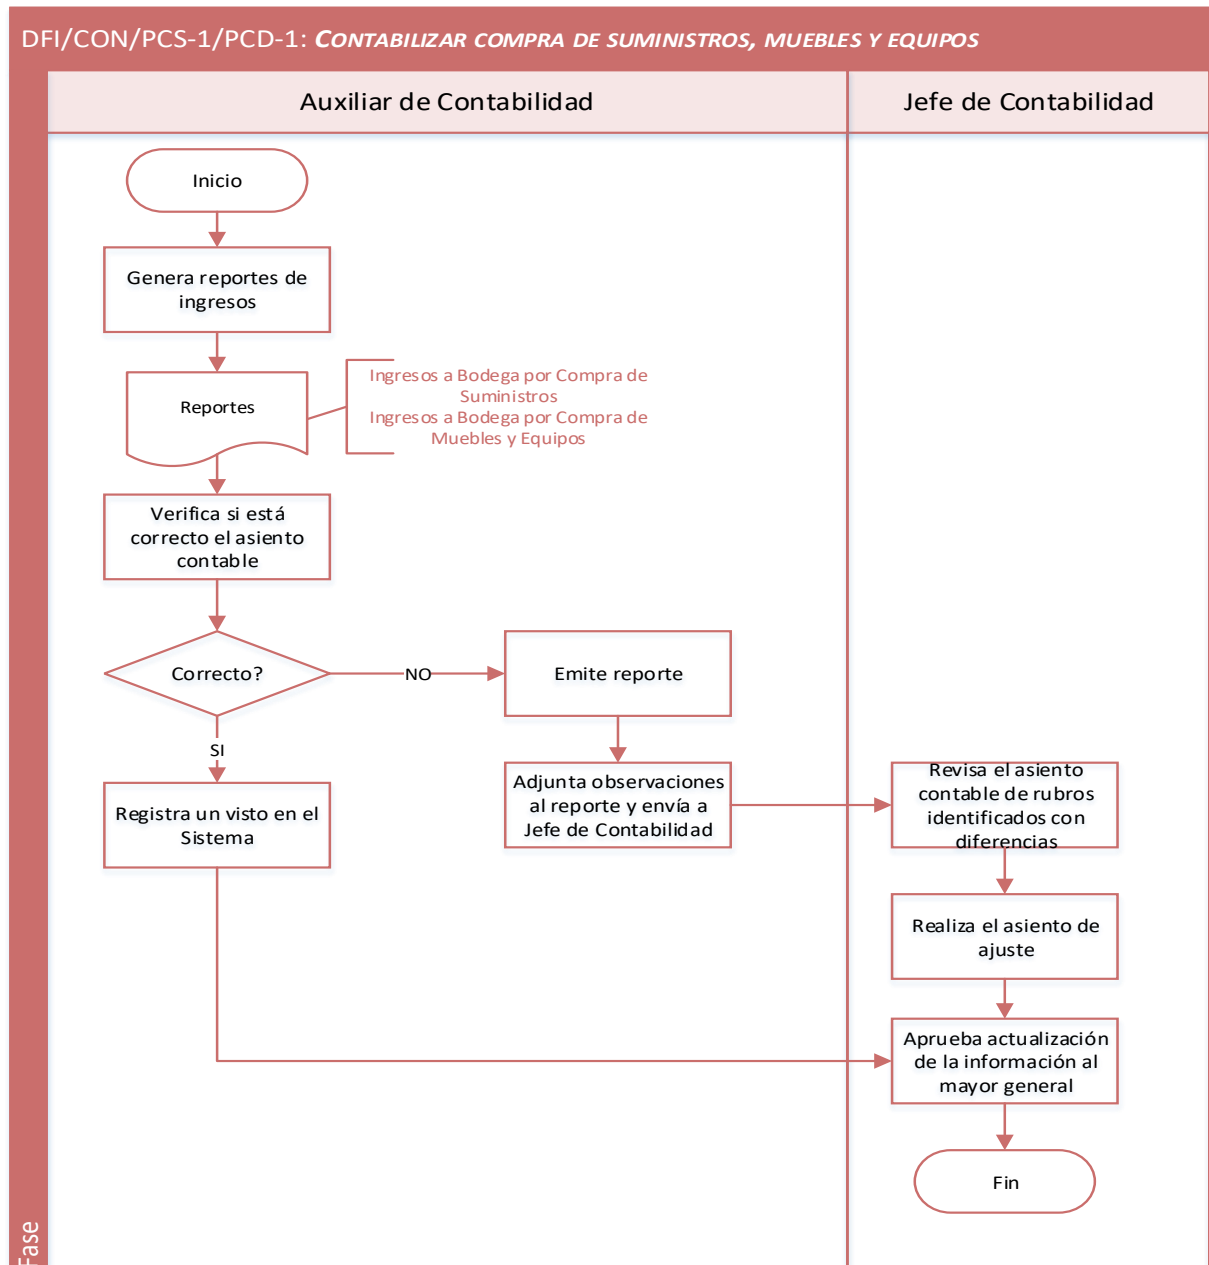 DFI/CON/PCS-1/PCD-1: CONTABILIZAR COMPRA DE SUMINISTROS, MUEBLES Y EQUIPOS
Auxiliar de Contabilidad
Jefe de Contabilidad
Inicio
Genera reportes de
ingresos
Reportes
Ingresos a Bodega por Compra de
Suministros
Ingresos a Bodega por Compra de
Muebles y Equipos
Verifica si está
correcto el asiento
contable
Correcto?
NO
Emite reporte
SI
Registra un visto en el
Sistema
Adjunta observaciones
al reporte y envía a
Jefe de Contabilidad
Revisa el asiento
contable de rubros
identificados con
diferencias
Realiza el asiento de
ajuste
Aprueba actualización
de la información al
mayor general
Fin
Fase